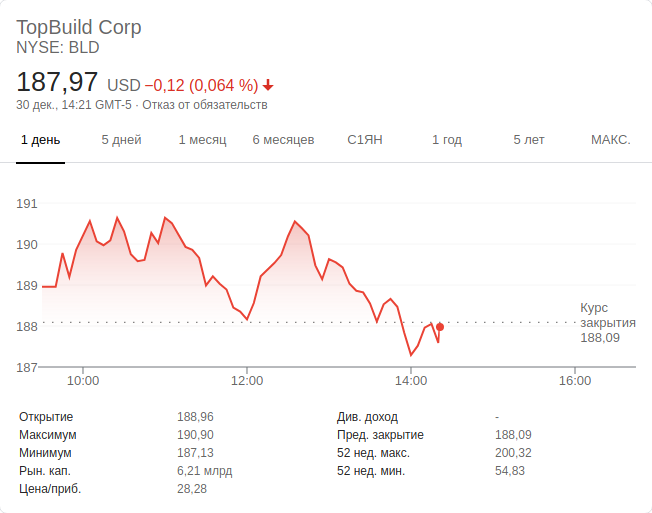 TopBuild Corp
NYSE: BLD
187,97 USD −0,12 (0,064 %)
30 дек., 14:21 GMT-5 · Отказ от обязательств
1 день 5 дней 1 месяц 6 месяцев С1ЯН 1 год 5 лет МАКС.
191
190
189
188
187
Курс
закрытия
188,09
10:00 12:00 14:00 16:00
Открытие 188,96 Див. доход -
Максимум 190,90 Пред. закрытие 188,09
Минимум 187,13 52 нед. макс. 200,32
Рын. кап. 6,21 млрд 52 нед. мин. 54,83
Цена/приб. 28,28